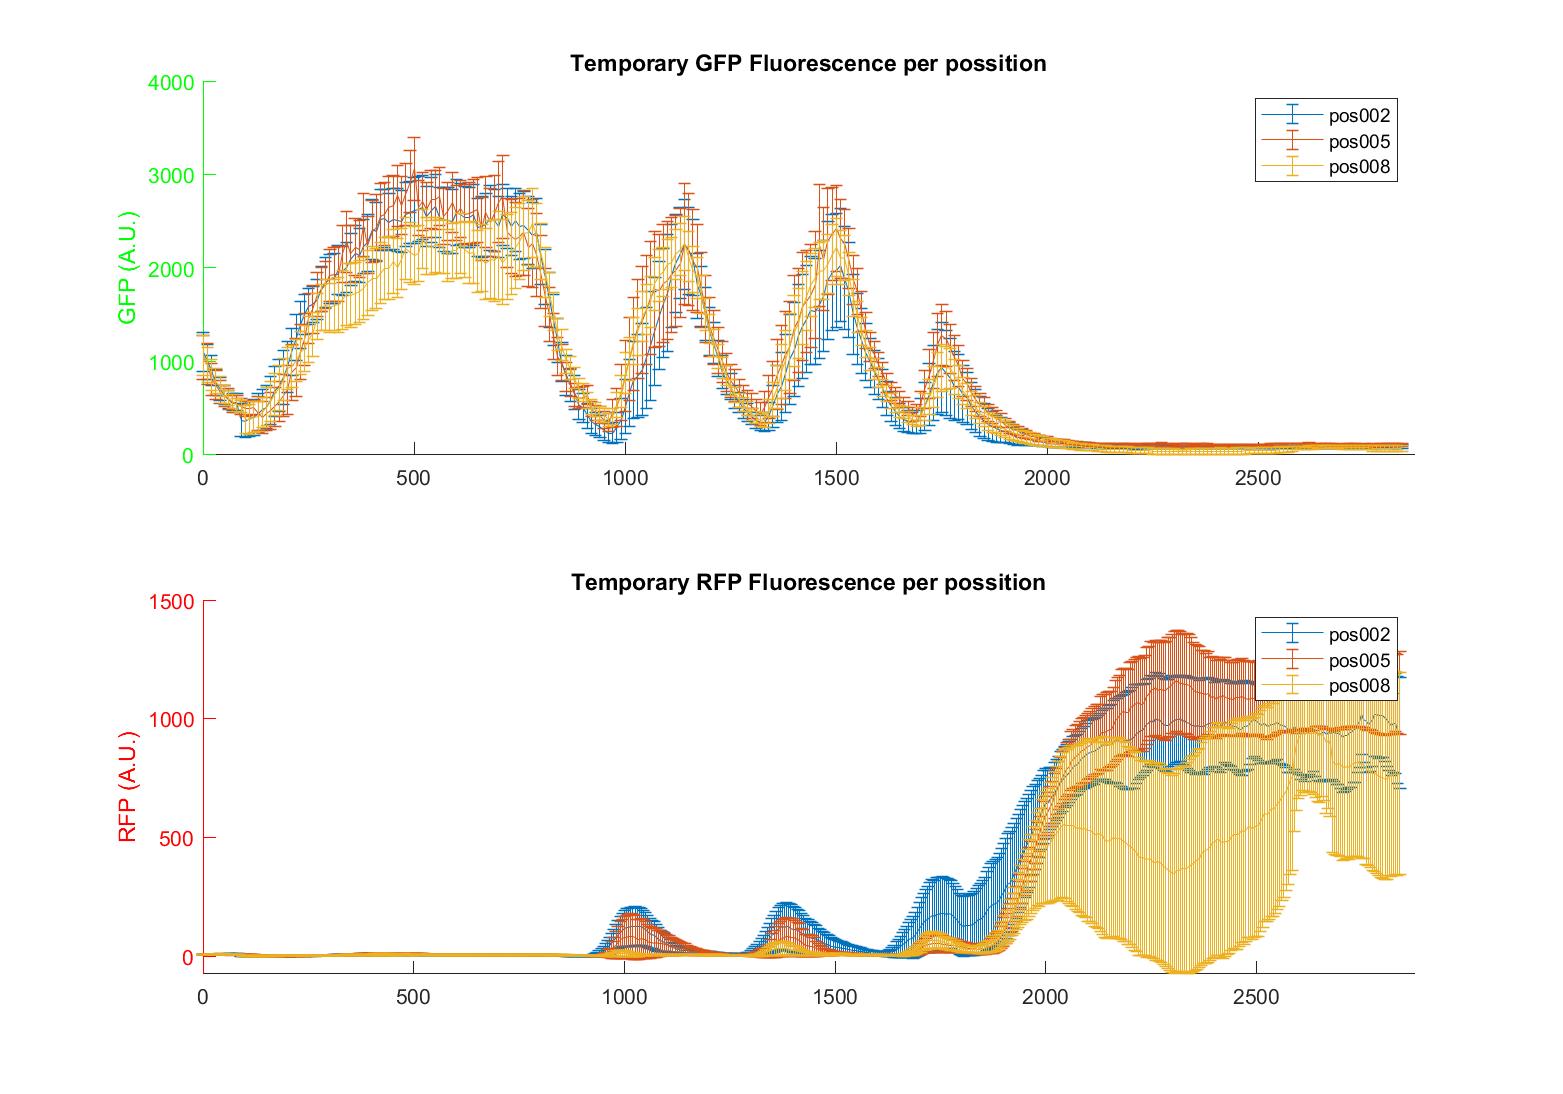 Temporary GFP Fluorescence per possition
4000
3000
2000
1000
0
GFP (A.U.)
pos002
pos005
pos008
0 500 1000 1500 2000 2500
Temporary RFP Fluorescence per possition
1500
1000
500
0
RFP (A.U.)
pos002
pos005
pos008
0 500 1000 1500 2000 2500